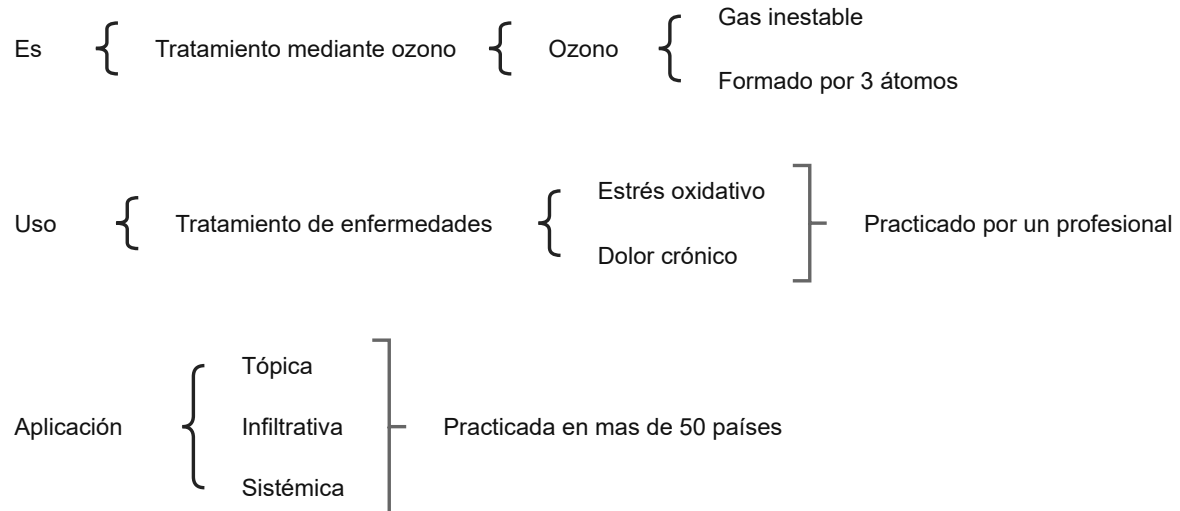 Es
Tratamiento mediante ozono
Ozono
Gas inestable
Formado por 3 átomos
Uso
Tratamiento de enfermedades
Estrés oxidativo
Dolor crónico
Practicado por un profesional
Aplicación
Tópica
Infiltrativa
Sistémica
Practicada en mas de 50 países